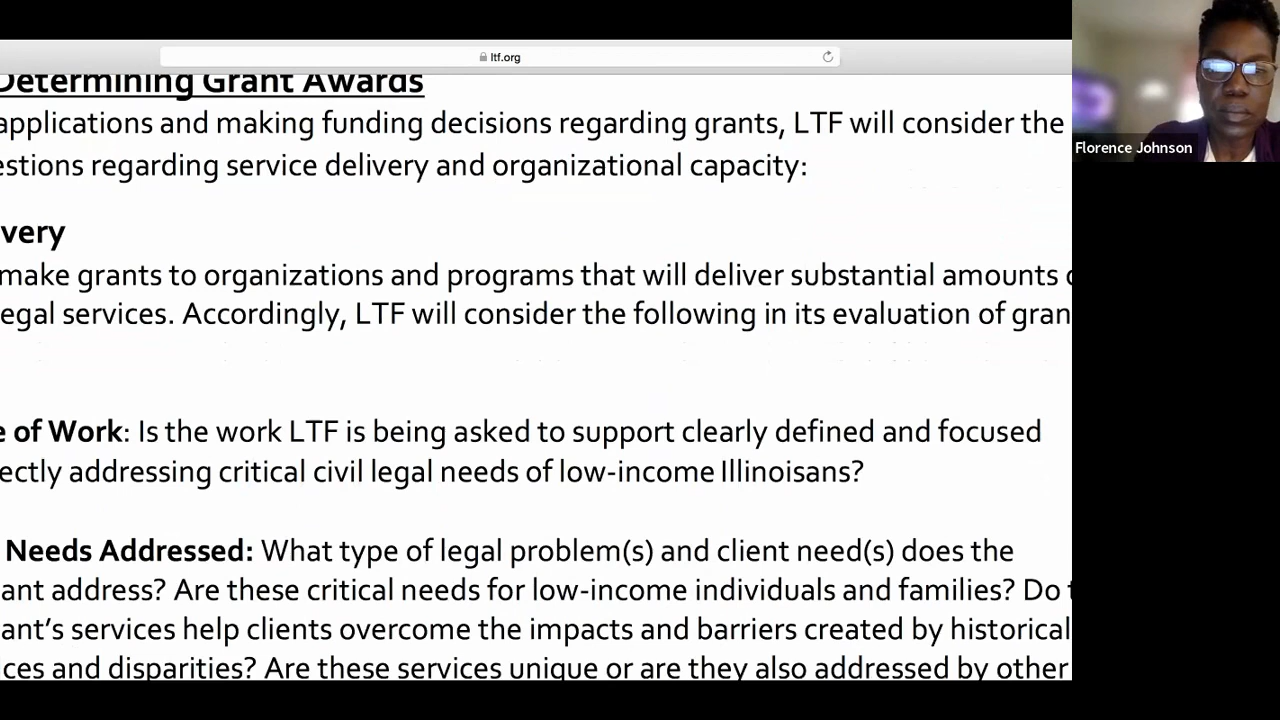 ltf.org
Determining Grant Awards
applications and making funding decisions regarding grants, LTF will consider the
estions regarding service delivery and organizational capacity:
very
make grants to organizations and programs that will deliver substantial amounts
egal services. Accordingly, LTF will consider the following in its evaluation of gran
e of Work: Is the work LTF is being asked to support clearly defined and focused
ectly addressing critical civil legal needs of low-income Illinoisans?
Needs Addressed: What type of legal problem(s) and client need(s) does the
ant address? Are these critical needs for low-income individuals and families? Do
ant’s services help clients overcome the impacts and barriers created by historical
ces and disparities? Are these services unique or are they also addressed by other
Florence Johnson